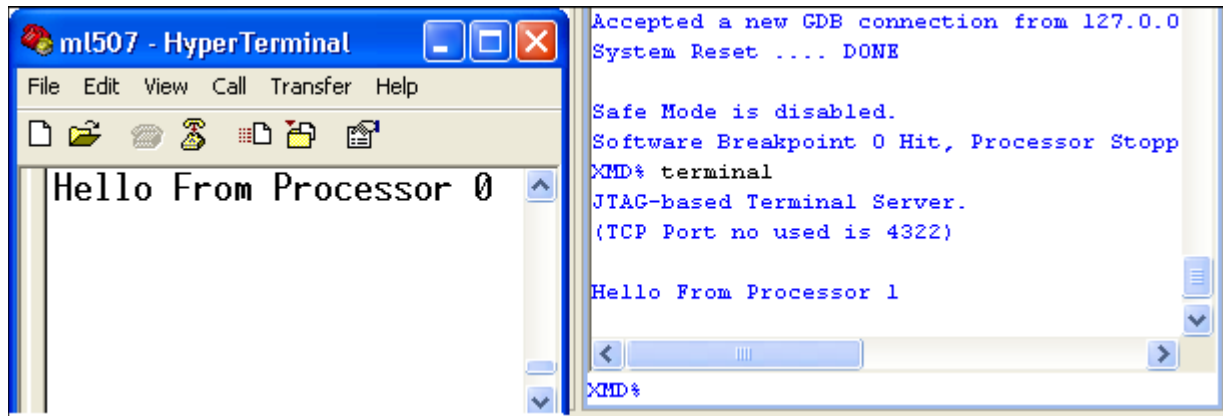 ml507 - HyperTerminal
File Edit View Call Transfer Help
Hello From Processor 0
Accepted a new GDB connection from 127.0.0
System Reset .... DONE
Safe Mode is disabled.
Software Breakpoint 0 Hit, Processor Stopp
XMD% terminal
JTAG-based Terminal Server.
(TCP Port no used is 4322)
Hello From Processor 1
XMD%